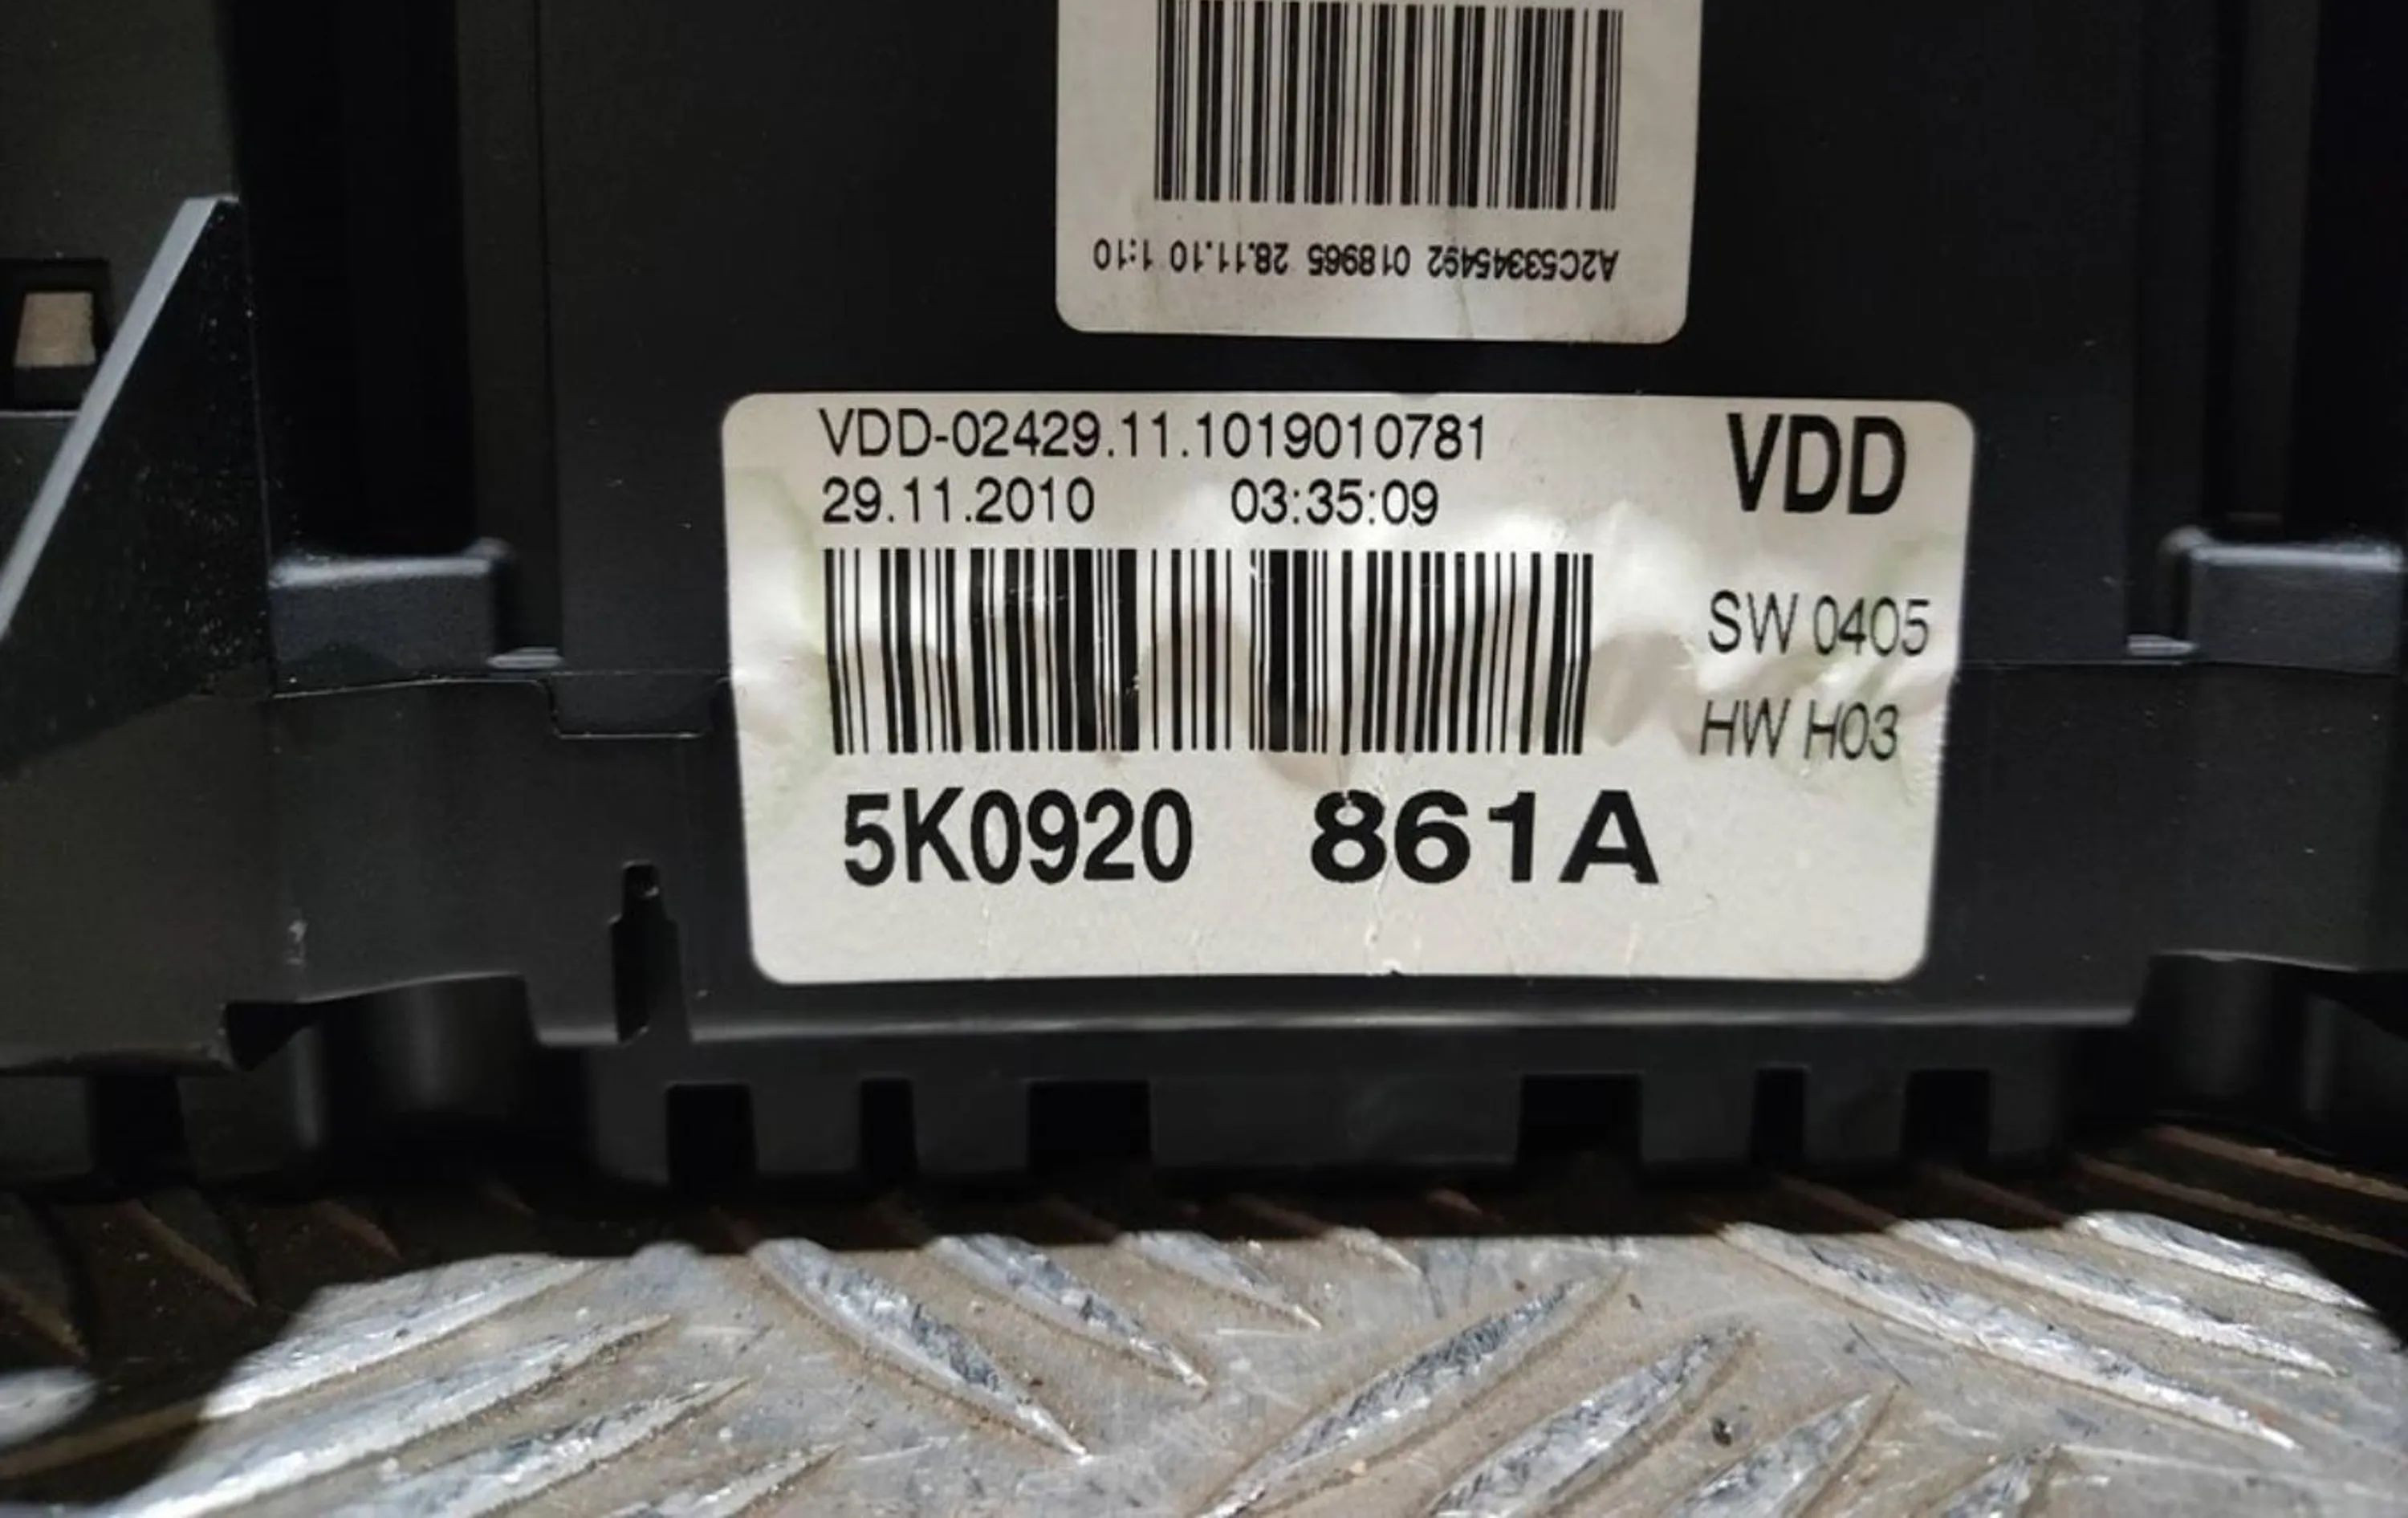 A2C53345492 018965 28.11.10 1:10
VDD-02429.11.1019010781
VDD
29.11.2010 03:35:09
SW 0405
HW H03
5K0920 861A